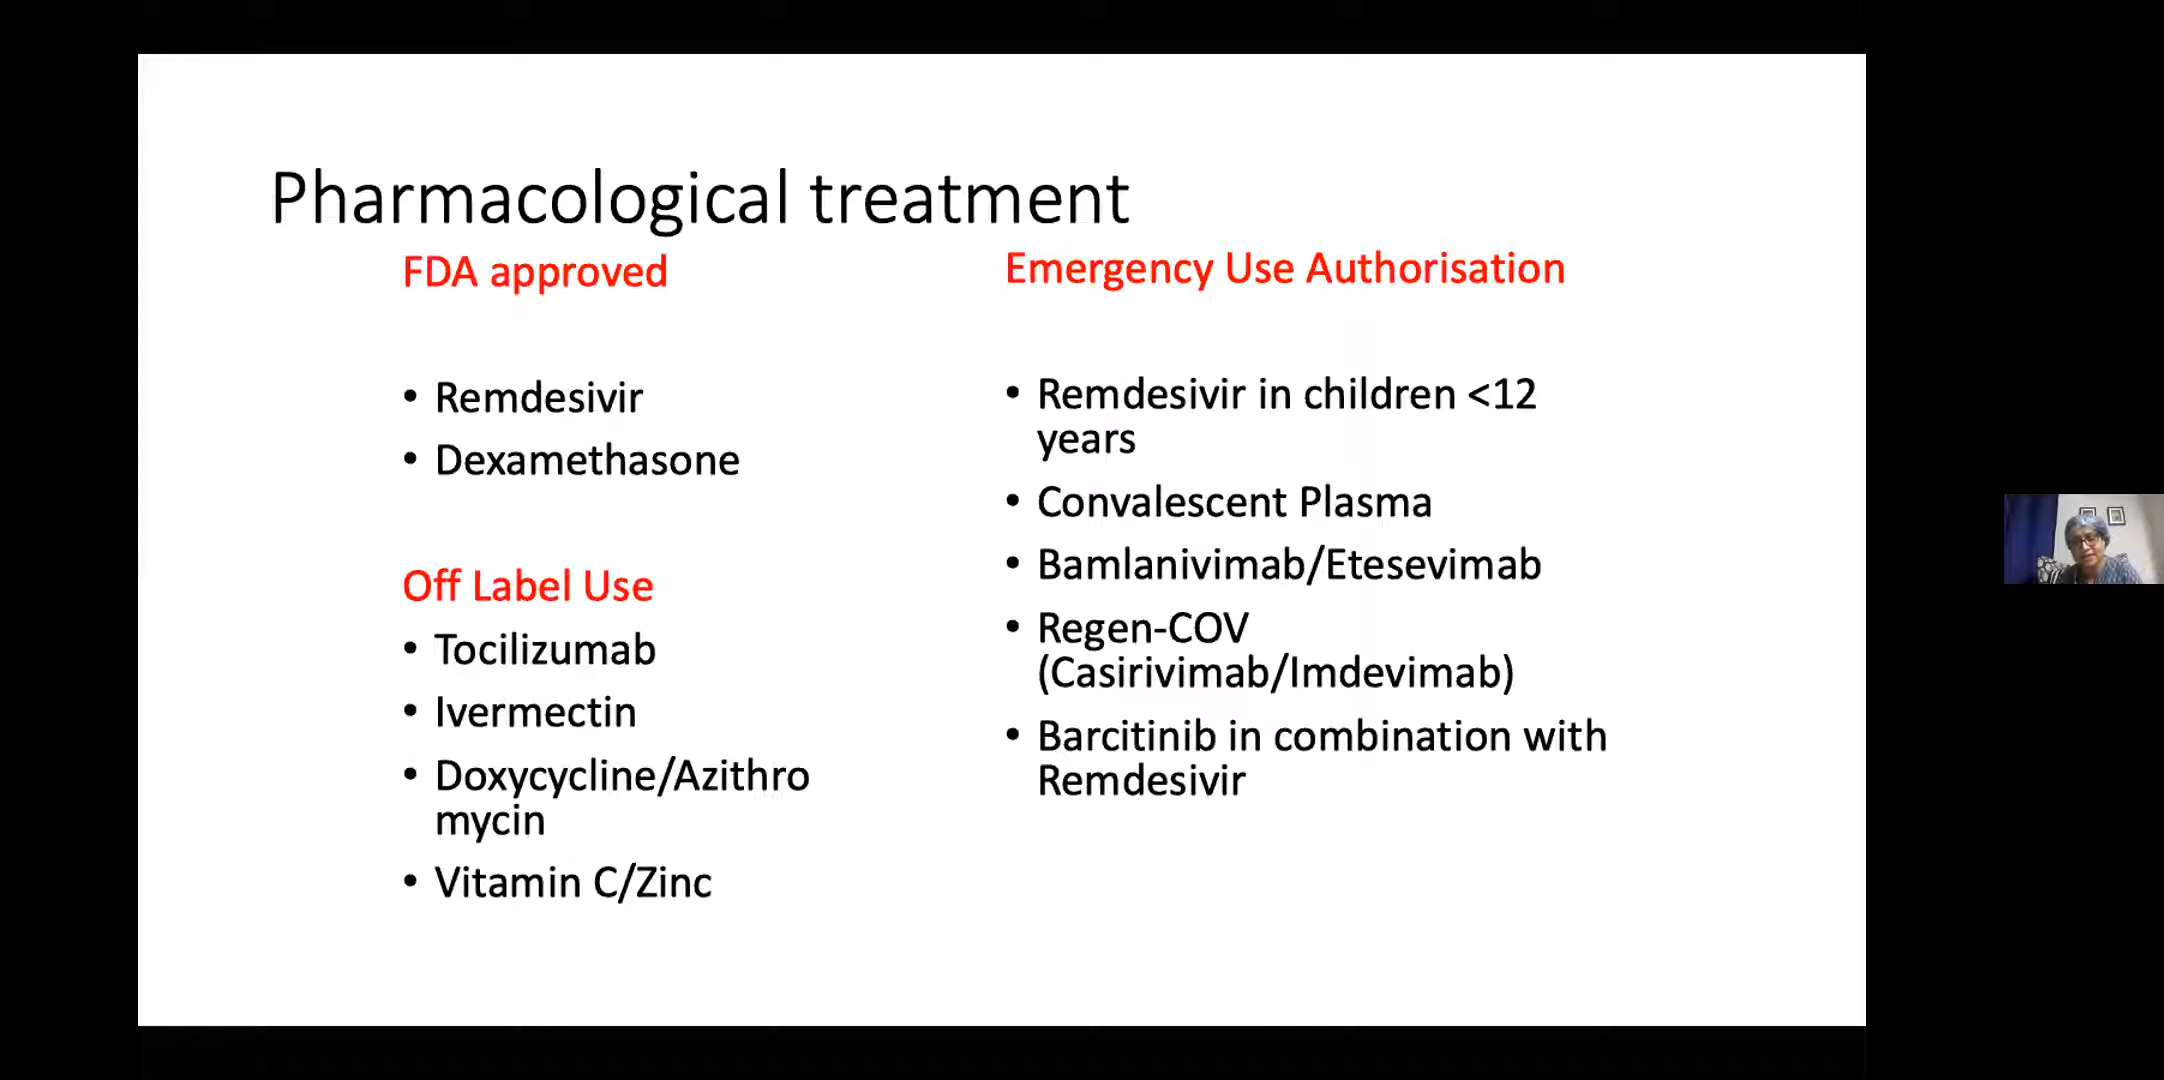 Pharmacological treatment
FDA approved
• Remdesivir
• Dexamethasone
Off Label Use
• Tocilizumab
• Ivermectin
• Doxycycline/Azithro
mycin
• Vitamin C/Zinc
Emergency Use Authorisation
• Remdesivir in children <12
years
• Convalescent Plasma
• Bamlanivimab/Etesevimab
• Regen-COV
(Casirivimab/Imdevimab)
• Barcitinib in combination with
Remdesivir